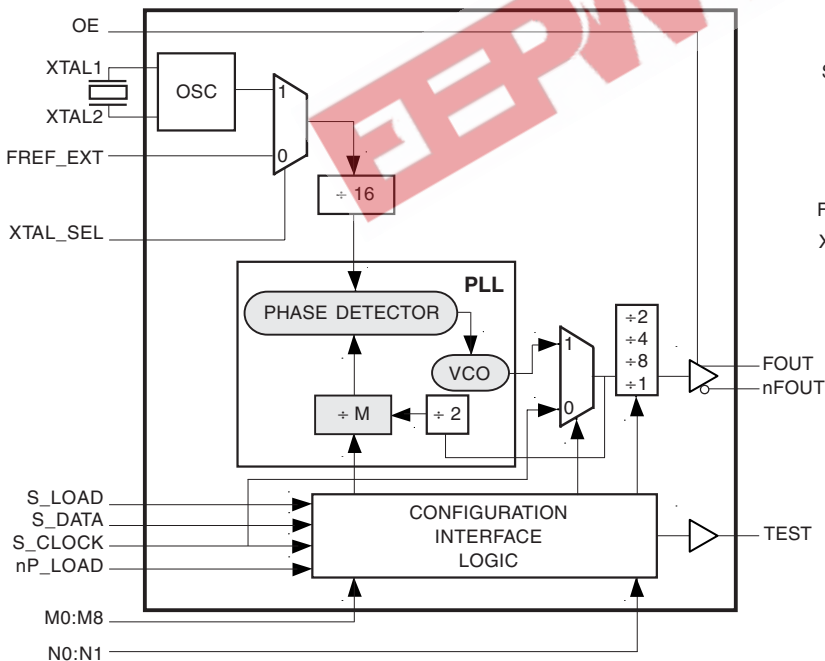 OE
XTAL1
OSC
1
XTAL2
FREF_EXT
0
÷ 16
XTAL_SEL
PLL
PHASE DETECTOR
VCO
÷ M
÷ 2
1
0
÷2
÷4
÷8
÷1
FOUT
nFOUT
S_LOAD
S_DATA
S_CLOCK
nP_LOAD
CONFIGURATION
INTERFACE
LOGIC
TEST
M0:M8
N0:N1
EEPW